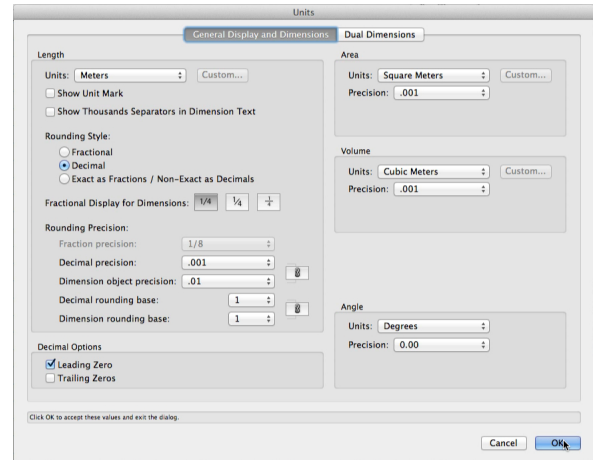 Units
General Display and Dimensions Dual Dimensions
Length
Units: Meters Custom...
Show Unit Mark
Show Thousands Separators in Dimension Text
Rounding Style:
Fractional
Decimal
Exact as Fractions / Non-Exact as Decimals
Fractional Display for Dimensions: 1/4 ¼ 1/4
Rounding Precision:
Fraction precision: 1/8
Decimal precision: .001
Dimension object precision: .01
Decimal rounding base: 1
Dimension rounding base: 1
Decimal Options
Leading Zero
Trailing Zeros
Area
Units: Square Meters Custom...
Precision: .001
Volume
Units: Cubic Meters Custom...
Precision: .001
Angle
Units: Degrees
Precision: 0.00
Click OK to accept these values and exit the dialog.
Cancel OK